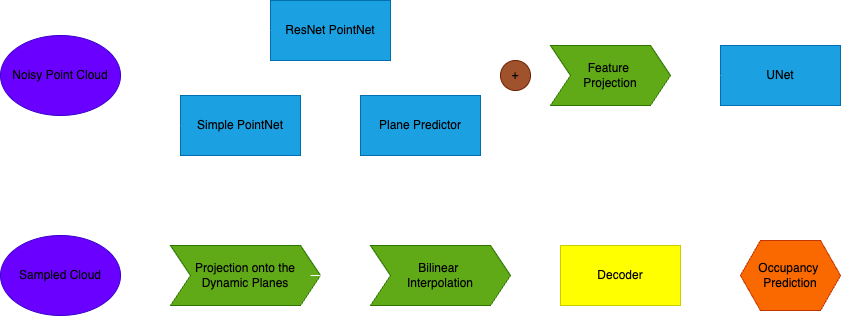 ResNet PointNet
Noisy Point Cloud
+
Feature
Projection
UNet
Simple PointNet
Plane Predictor
Sampled Cloud
Projection onto the
Dynamic Planes
Bilinear
Interpolation
Decoder
Occupancy
Prediction